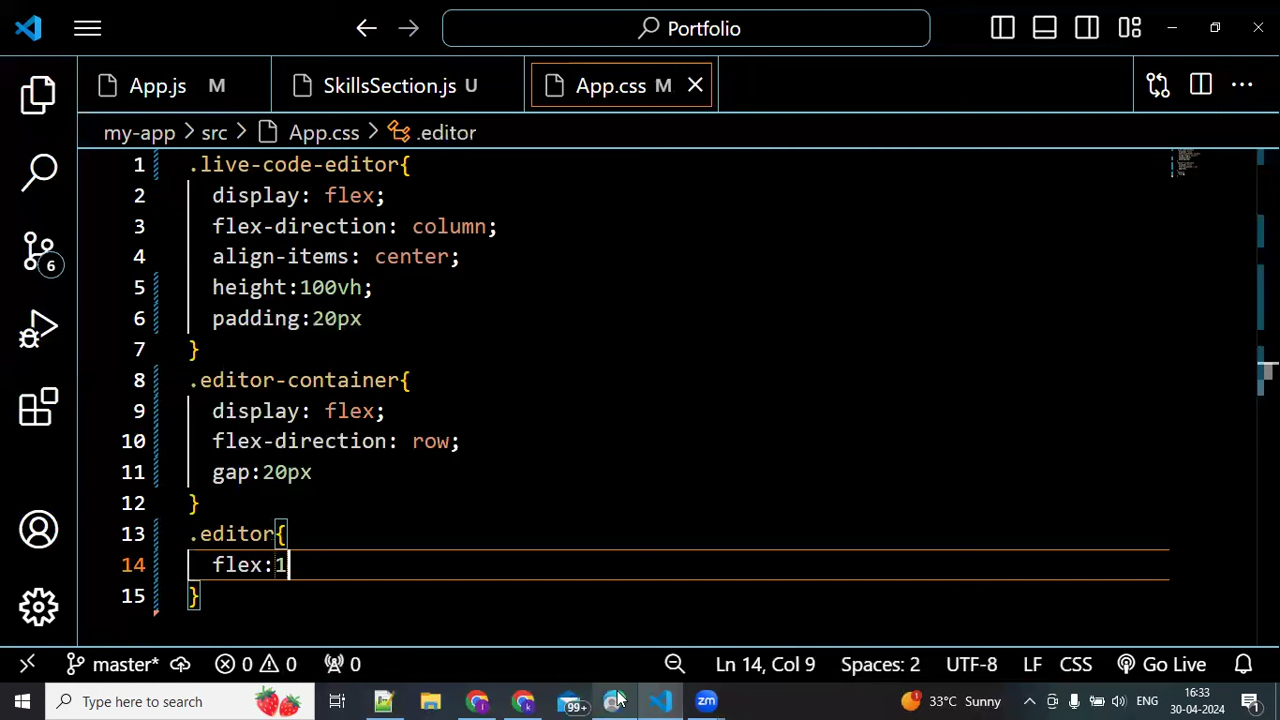 Portfolio
App.js M SkillsSection.js U App.css M
my-app > src > App.css > .editor
1 .live-code-editor{
2 display: flex;
3 flex-direction: column;
4 align-items: center;
5 height:100vh;
6 padding:20px
7 }
8 .editor-container{
9 display: flex;
10 flex-direction: row;
11 gap:20px
12 }
13 .editor{
14 flex:1
15 }
6
master* 0 0 0 Ln 14, Col 9 Spaces: 2 UTF-8 LF CSS Go Live
Type here to search 99+ 33°C Sunny ENG 16:33
30-04-2024 1